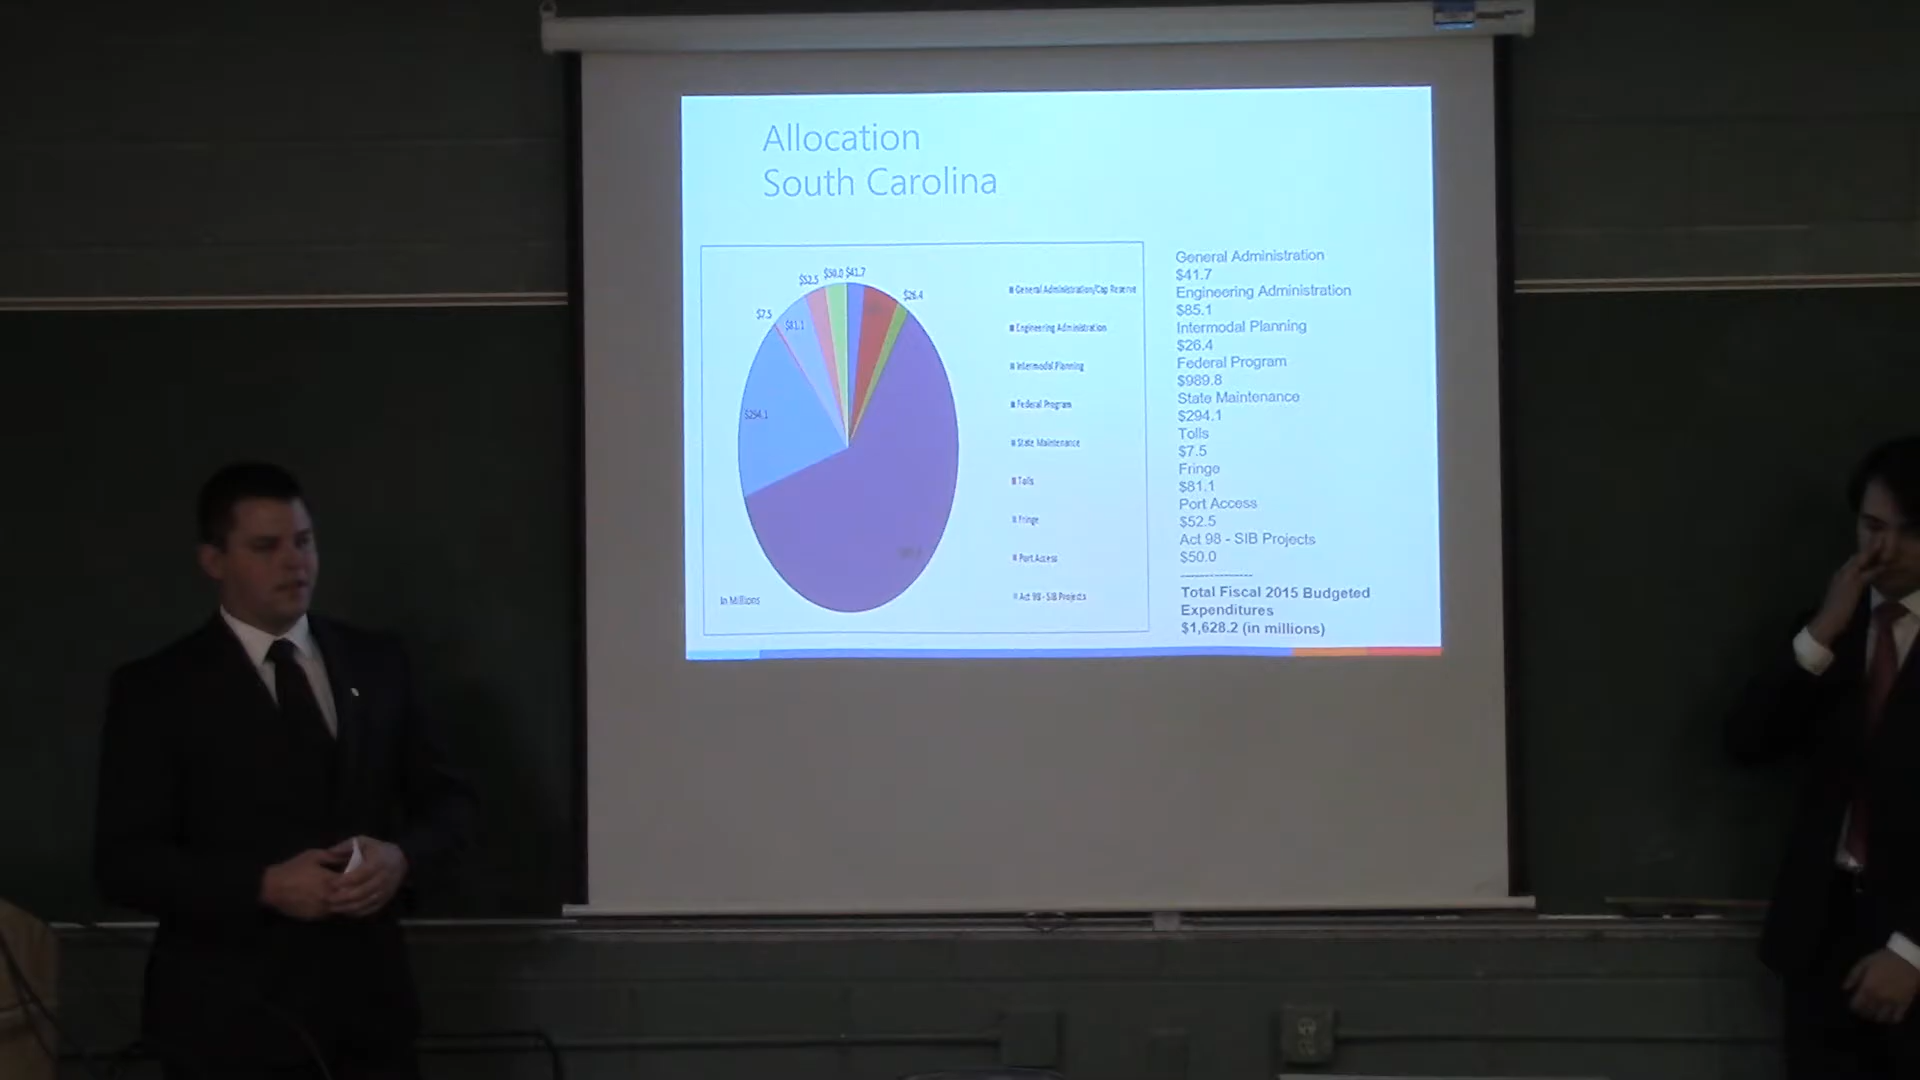 Allocation
South Carolina
$52.5
$50.0
$41.7
$26.4
$7.5
$81.1
$294.1
In Millions
General Administration/Cap Reserve
Engineering Administration
Intermodal Planning
Federal Program
State Maintenance
Tolls
Fringe
Port Access
Act 98 - SIB Projects
General Administration
$41.7
Engineering Administration
$85.1
Intermodal Planning
$26.4
Federal Program
$989.8
State Maintenance
$294.1
Tolls
$7.5
Fringe
$81.1
Port Access
$52.5
Act 98 - SIB Projects
$50.0
----------------
Total Fiscal 2015 Budgeted
Expenditures
$1,628.2 (in millions)